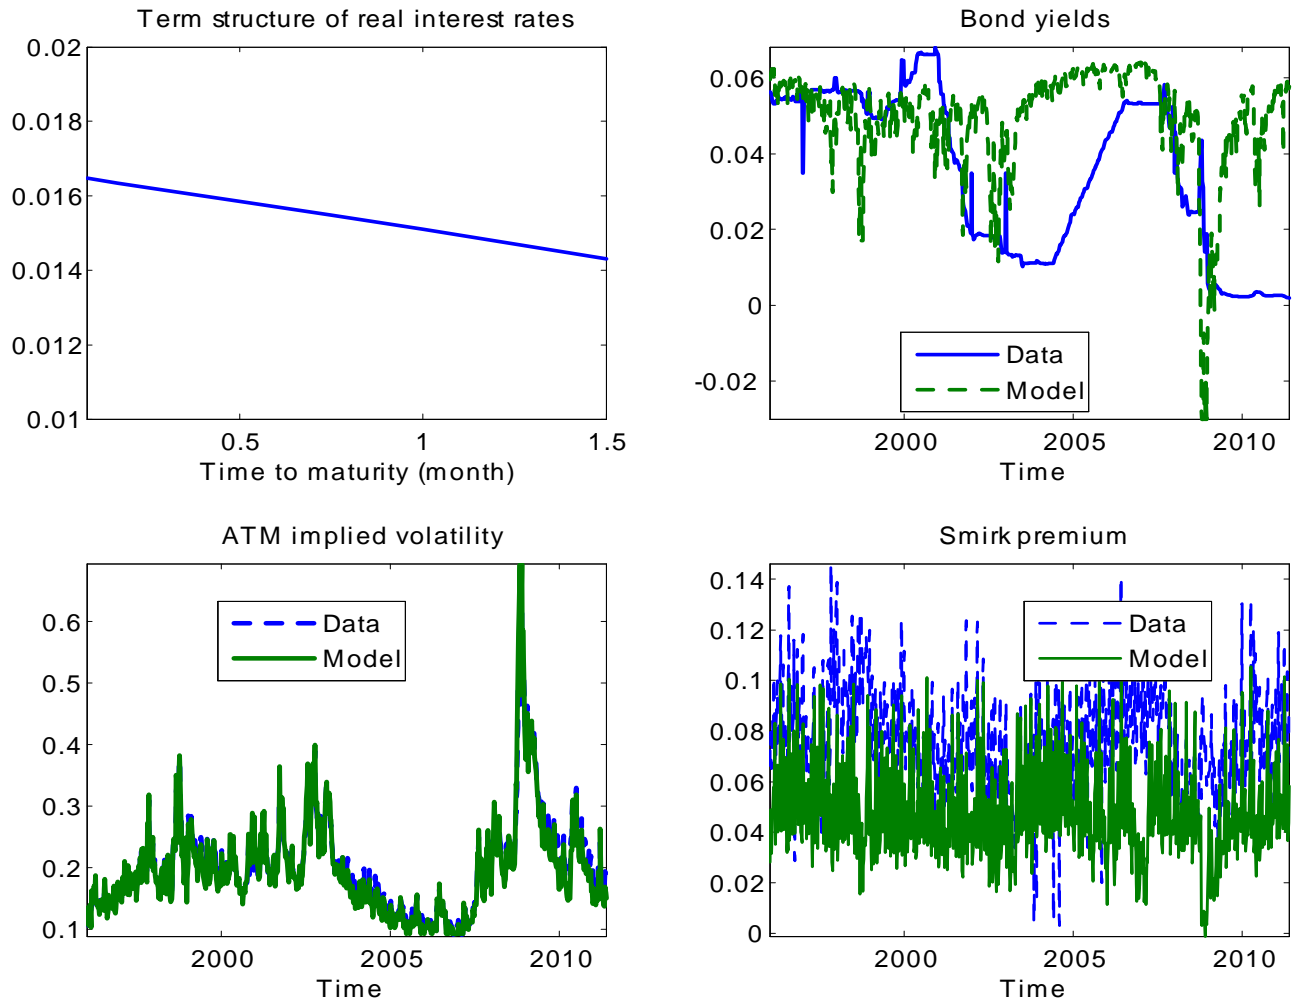 Term structure of real interest rates
0.02
0.018
0.016
0.014
0.012
0.01
0.5
1
1.5
Time to maturity (month)
Bond yields
0.06
0.04
0.02
0
-0.02
Data
Model
2000
2005
2010
Time
ATM implied volatility
0.6
0.5
0.4
0.3
0.2
0.1
Data
Model
2000
2005
2010
Time
Smirk premium
0.14
0.12
0.1
0.08
0.06
0.04
0.02
0
Data
Model
2000
2005
2010
Time